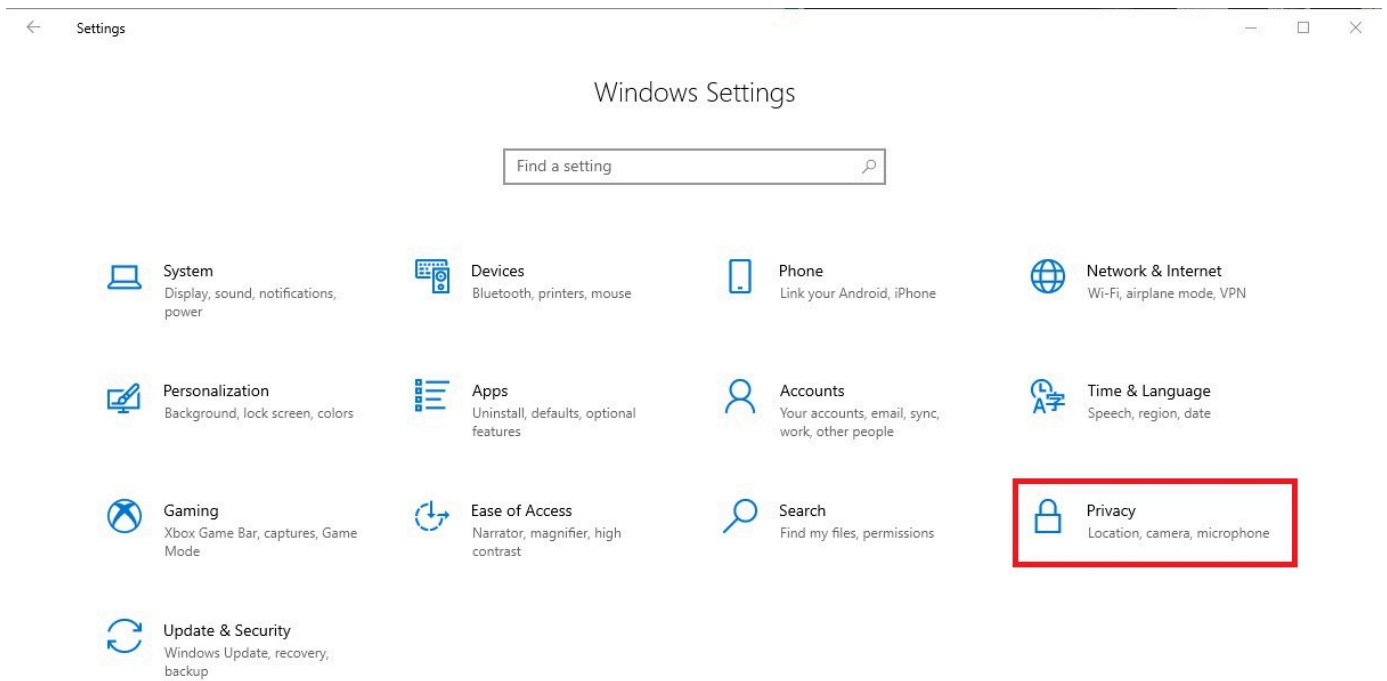 Settings
Windows Settings
Find a setting
System
Display, sound, notifications,
power
Devices
Bluetooth, printers, mouse
Phone
Link your Android, iPhone
Network & Internet
Wi-Fi, airplane mode, VPN
Personalization
Background, lock screen, colors
Apps
Uninstall, defaults, optional
features
Accounts
Your accounts, email, sync,
work, other people
Time & Language
Speech, region, date
Gaming
Xbox Game Bar, captures, Game
Mode
Ease of Access
Narrator, magnifier, high
contrast
Search
Find my files, permissions
Privacy
Location, camera, microphone
Update & Security
Windows Update, recovery,
backup